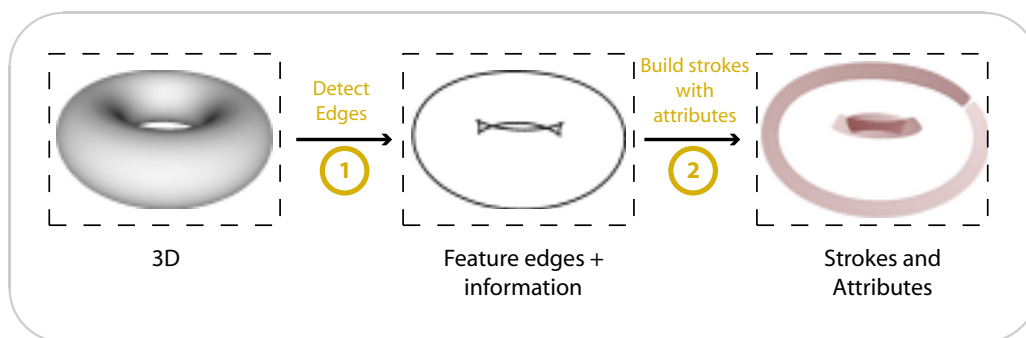 Detect
Edges
1
Build strokes
with
attributes
2
3D
Feature edges +
information
Strokes and
Attributes